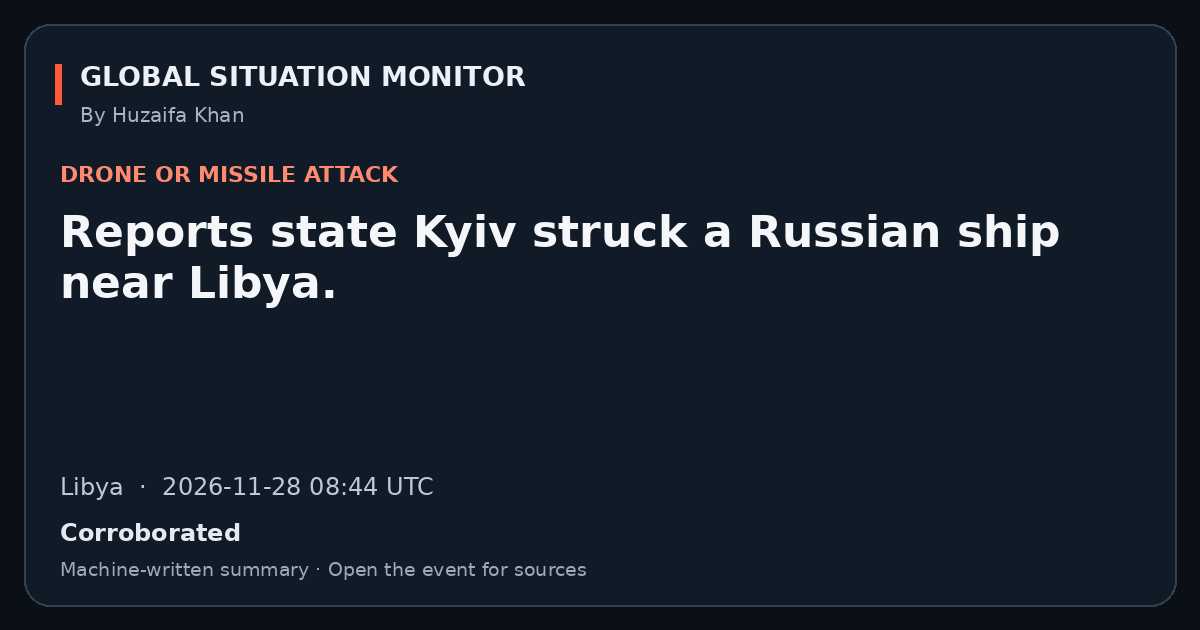 GLOBAL SITUATION MONITOR
By Huzaifa Khan
DRONE OR MISSILE ATTACK
Reports state Kyiv struck a Russian ship
near Libya.
Libya · 2026-11-28 08:44 UTC
Corroborated
Machine-written summary · Open the event for sources